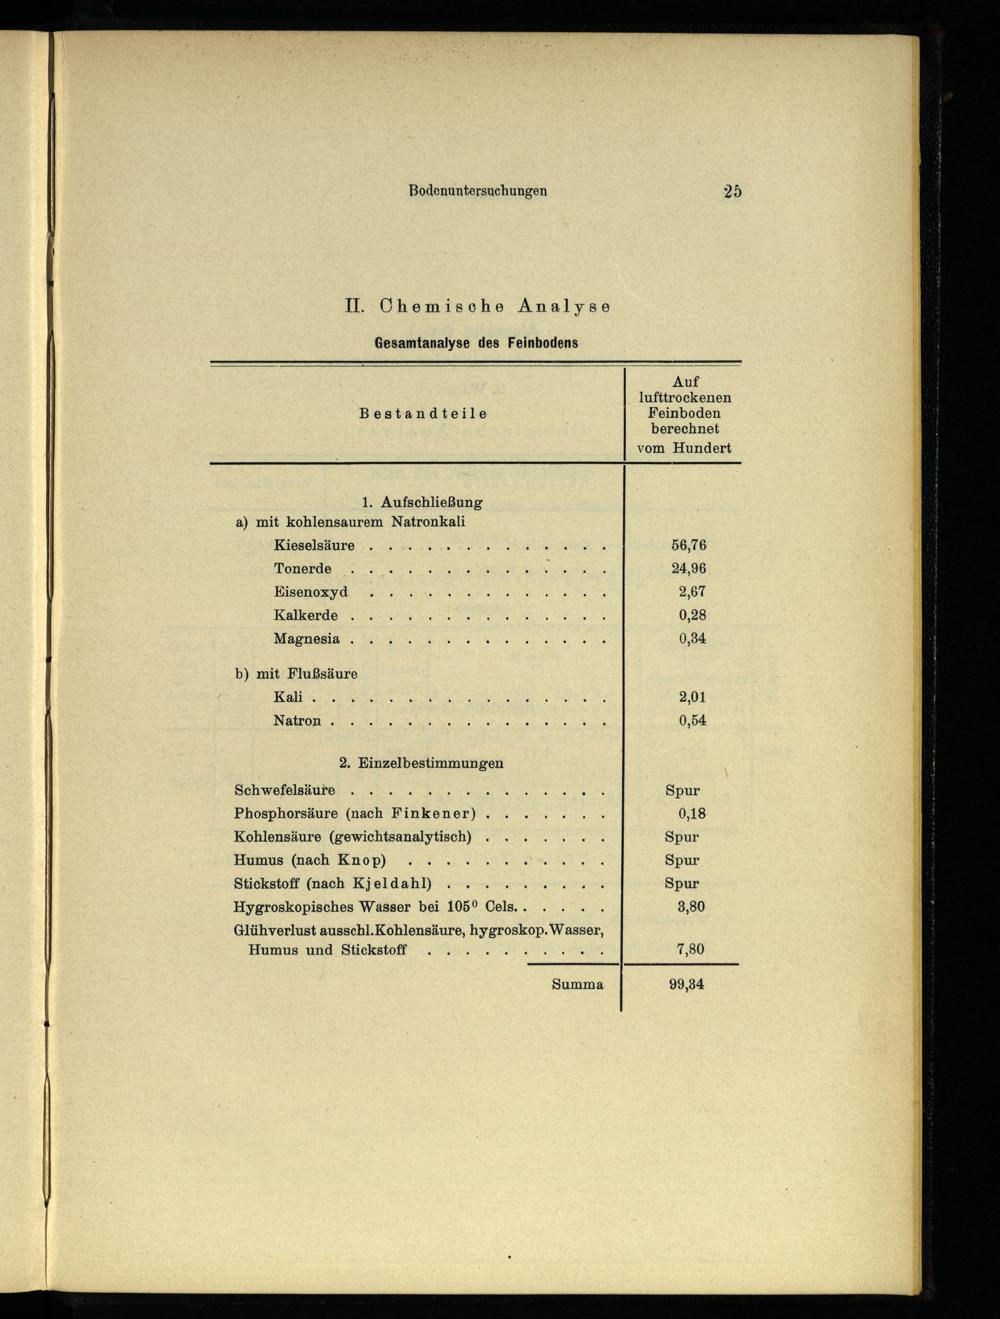 Bodenuntersuchungen 25
II. Chemische Analyse
Gesamtanalyse des Feinbodens
Bestandteile
Auf
lufttrockenen
Feinboden
berechnet
vom Hundert
1. Aufschließung
a) mit kohlensaurem Natronkali
Kieselsäure . . . . . . . . . . . . . 56,76
Tonerde . . . . . . . . . . . . . . 24,96
Eisenoxyd . . . . . . . . . . . . . 2,67
Kalkerde . . . . . . . . . . . . . . 0,28
Magnesia . . . . . . . . . . . . . . 0,34
b) mit Flußsäure
Kali . . . . . . . . . . . . . . . . 2,01
Natron . . . . . . . . . . . . . . . 0,54
2. Einzelbestimmungen
Schwefelsäure . . . . . . . . . . . . . . Spur
Phosphorsäure (nach Finkener) . . . . . . . 0,18
Kohlensäure (gewichtsanalytisch) . . . . . . . Spur
Humus (nach Knop) . . . . . . . . . . . Spur
Stickstoff (nach Kjeldahl) . . . . . . . . . Spur
Hygroskopisches Wasser bei 105⁰ Cels. . . . . . 3,80
Glühverlust ausschl. Kohlensäure, hygroskop. Wasser,
Humus und Stickstoff . . . . . . . . . . 7,80
Summa 99,34